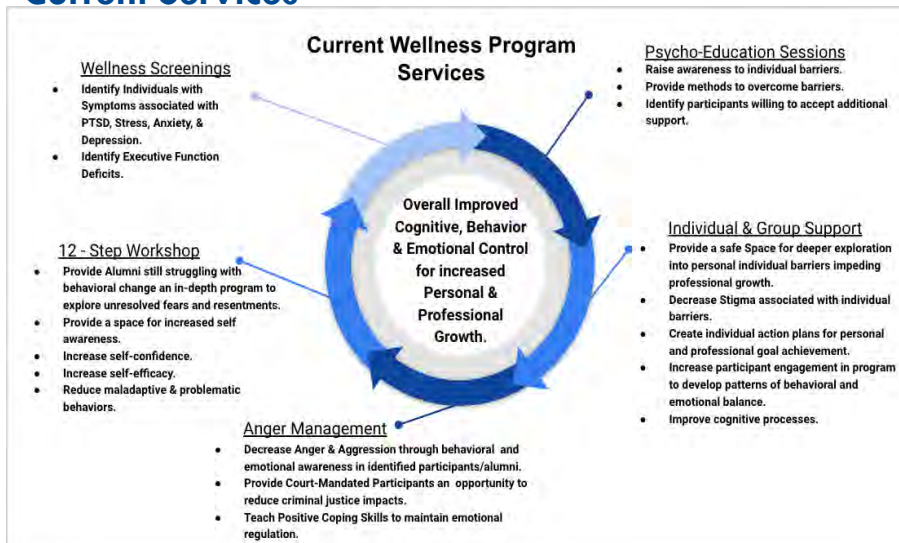 Current Services
Current Wellness Program
Services
Wellness Screenings
● Identify Individuals with
Symptoms associated with
PTSD, Stress, Anxiety, &
Depression.
● Identify Executive Function
Deficits.
Psycho-Education Sessions
● Raise awareness to individual barriers.
● Provide methods to overcome barriers.
● Identify participants willing to accept additional
support.
Overall Improved
Cognitive, Behavior
& Emotional Control
for increased
Personal &
Professional
Growth.
12 - Step Workshop
● Provide Alumni still struggling with
behavioral change an in-depth program to
explore unresolved fears and resentments.
● Provide a space for increased self
awareness.
● Increase self-confidence.
● Increase self-efficacy.
● Reduce maladaptive & problematic
behaviors.
Individual & Group Support
● Provide a safe Space for deeper exploration
into personal individual barriers impeding
professional growth.
● Decrease Stigma associated with individual
barriers.
● Create individual action plans for personal
and professional goal achievement.
● Increase participant engagement in program
to develop patterns of behavioral and
emotional balance.
● Improve cognitive processes.
Anger Management
● Decrease Anger & Aggression through behavioral and
emotional awareness in identified participants/alumni.
● Provide Court-Mandated Participants an opportunity to
reduce criminal justice impacts.
● Teach Positive Coping Skills to maintain emotional
regulation.